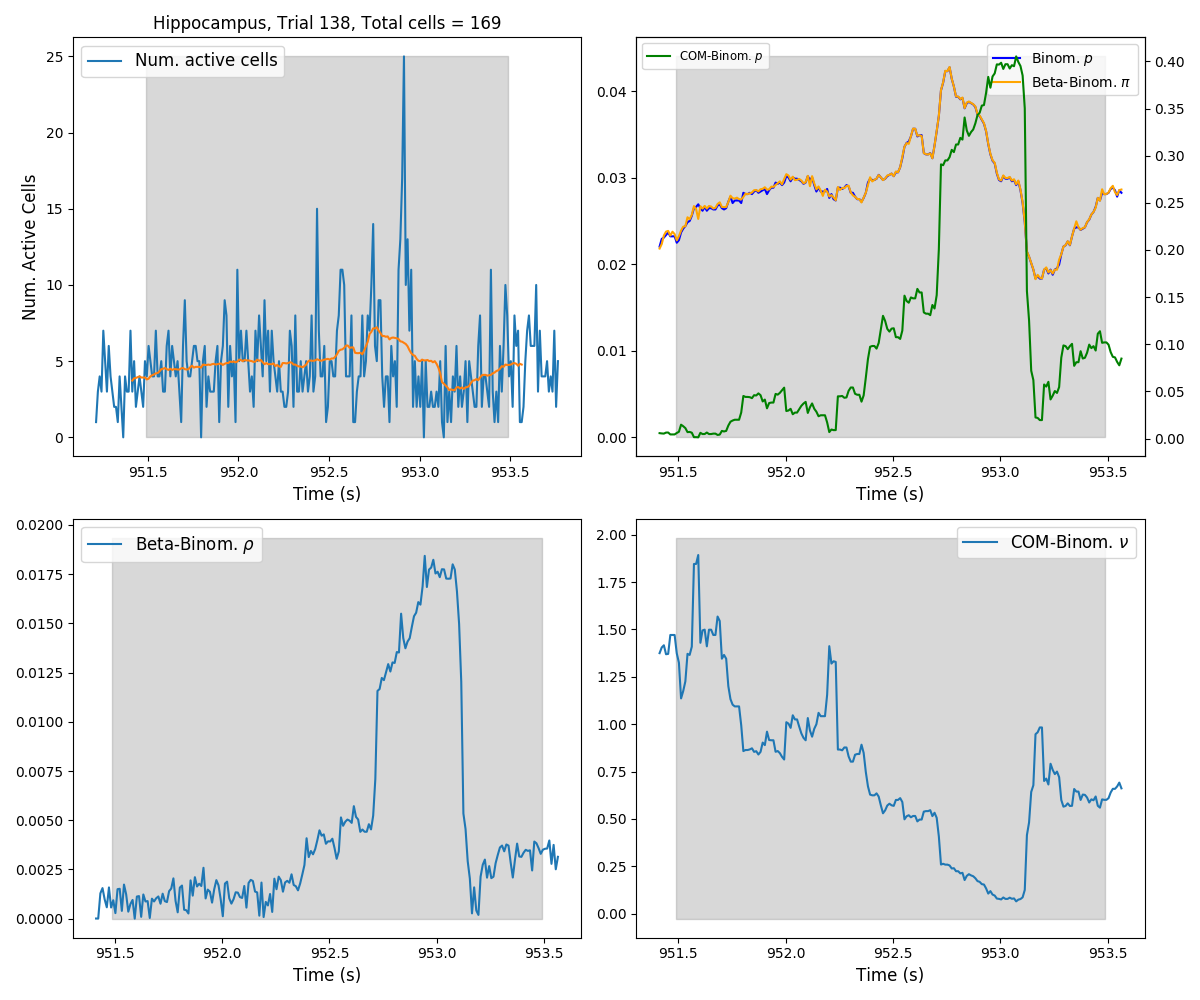 Hippocampus, Trial 138, Total cells = 169
Num. active cells
Num. Active Cells
25
20
15
10
5
0
951.5 952.0 952.5 953.0 953.5
Time (s)
COM-Binom. p
Binom. p
Beta-Binom. π
0.04
0.03
0.02
0.01
0.00
0.40
0.35
0.30
0.25
0.20
0.15
0.10
0.05
0.00
951.5 952.0 952.5 953.0 953.5
Time (s)
Beta-Binom. ρ
0.0200
0.0175
0.0150
0.0125
0.0100
0.0075
0.0050
0.0025
0.0000
951.5 952.0 952.5 953.0 953.5
Time (s)
COM-Binom. ν
2.00
1.75
1.50
1.25
1.00
0.75
0.50
0.25
0.00
951.5 952.0 952.5 953.0 953.5
Time (s)